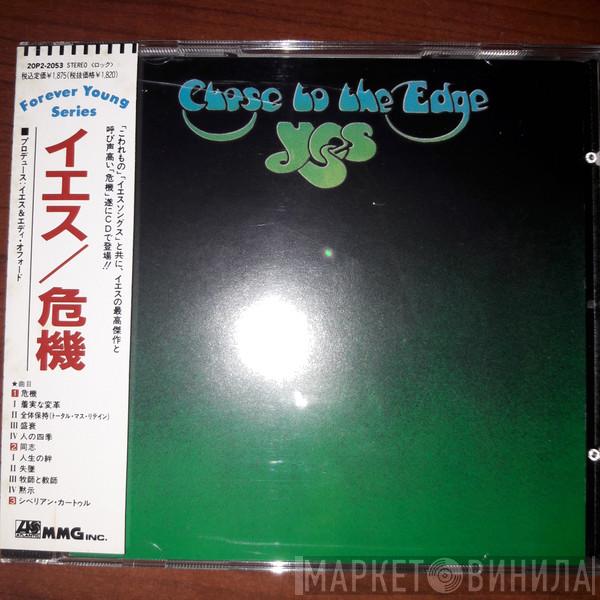 20P2-2053 STEREO〈ロック〉
税込定価¥1,875(税抜価格¥1,820)
Forever Young
Series
イエス/危機
■プロデュース:イエス&エディ・オフォード
「こわれもの」「イエスソングス」と共に、イエスの最高傑作と
呼び声高い「危機」遂にCDで登場!!
★曲目
1 危機
I 着実な変革
II 全体保持(トータル・マス・リテイン)
III 盛衰
IV 人の四季
2 同志
I 人生の絆
II 失墜
III 牧師と教師
IV 黙示
3 シベリアン・カートゥル
ATLANTIC
MMG INC.
Close to the Edge
yes
МАРКЕТ ВИНИЛА